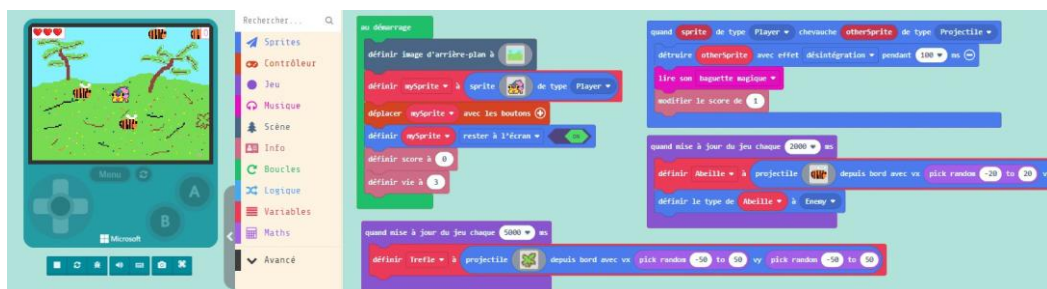 Menu
A
B
Microsoft
Rechercher...
Sprites
Contrôleur
Jeu
Musique
Scène
Info
Boucles
Logique
Variables
Maths
Avancé
au démarrage
définir image d'arrière-plan à
définir mySprite à sprite de type Player
déplacer mySprite avec les boutons
définir mySprite rester à l'écran
définir score à 0
définir vie à 3
quand mise à jour du jeu chaque 5000 ms
définir Trefle à projectile depuis bord avec vx pick random -50 to 50 vy pick random -50 to 50
quand sprite de type Player chevauche otherSprite de type Projectile
détruire otherSprite avec effet désintégration pendant 100 ms
lire son baguette magique
modifier le score de 1
quand mise à jour du jeu chaque 2000 ms
définir Abeille à projectile depuis bord avec vx pick random -20 to 20 v
définir le type de Abeille à Enemy